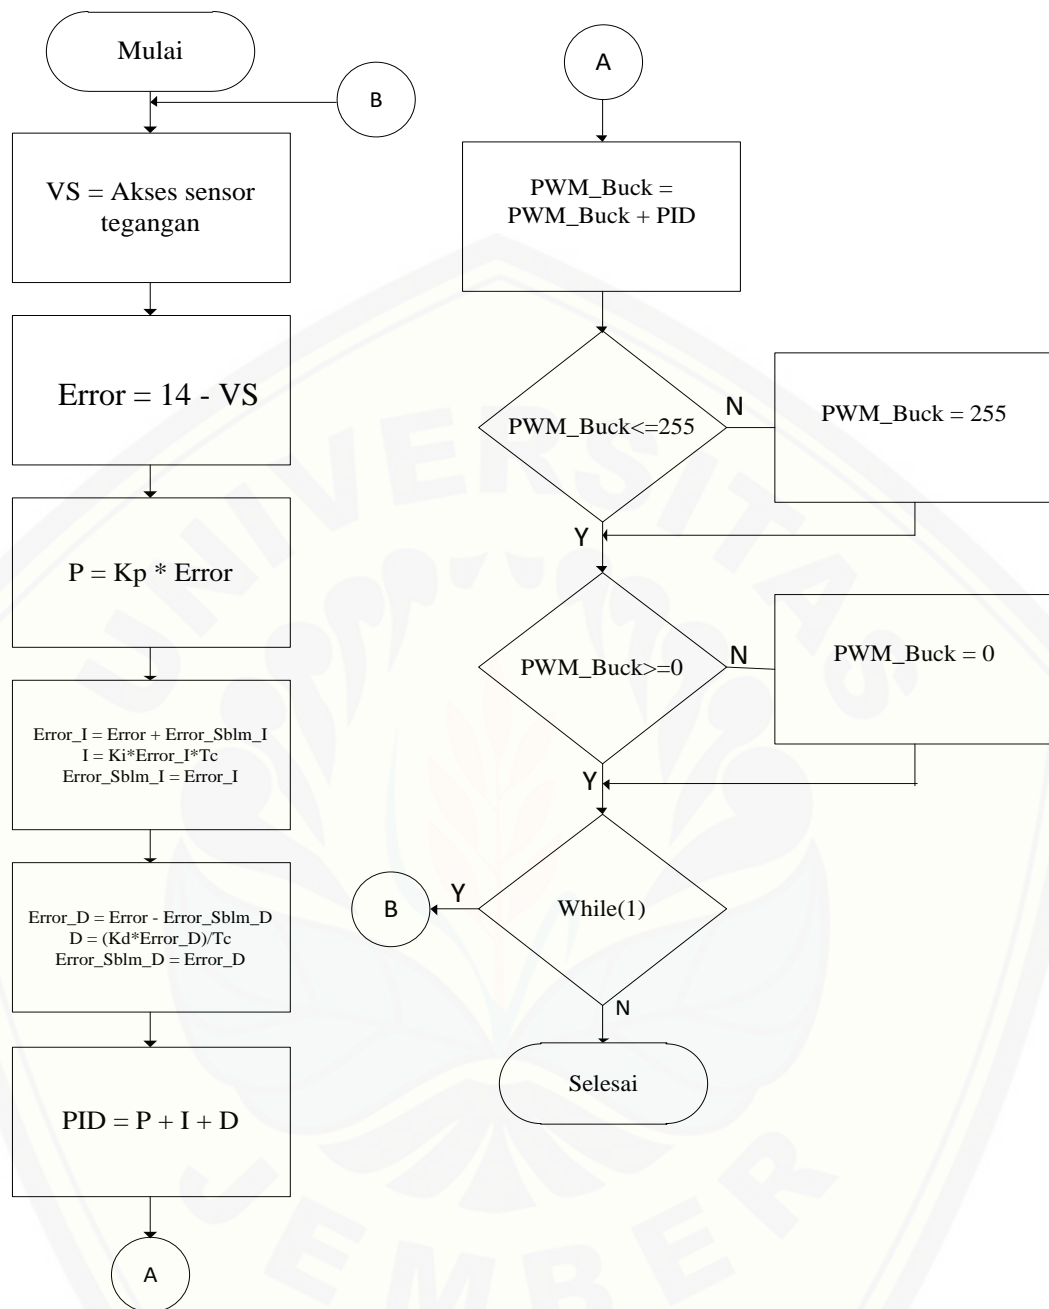 Mulai
B
VS = Akses sensor
tegangan
Error = 14 - VS
P = Kp * Error
Error_I = Error + Error_Sblm_I
I = Ki*Error_I*Tc
Error_Sblm_I = Error_I
Error_D = Error - Error_Sblm_D
D = (Kd*Error_D)/Tc
Error_Sblm_D = Error_D
PID = P + I + D
A
A
PWM_Buck =
PWM_Buck + PID
PWM_Buck<=255
N
PWM_Buck = 255
Y
PWM_Buck>=0
N
PWM_Buck = 0
Y
While(1)
Y
B
N
Selesai
UNIVERSITAS
JEMBER